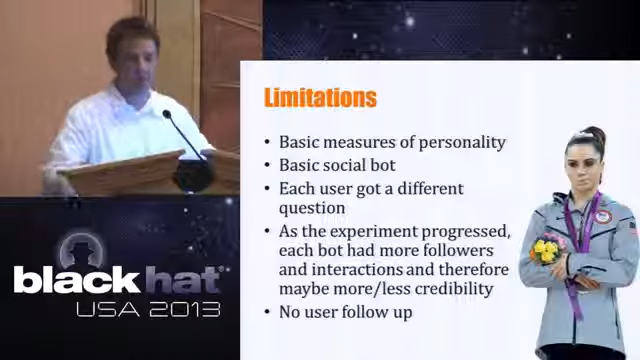 Limitations
• Basic measures of personality
• Basic social bot
• Each user got a different
question
• As the experiment progressed,
each bot had more followers
and interactions and therefore
maybe more/less credibility
• No user follow up
black hat®
USA 2013